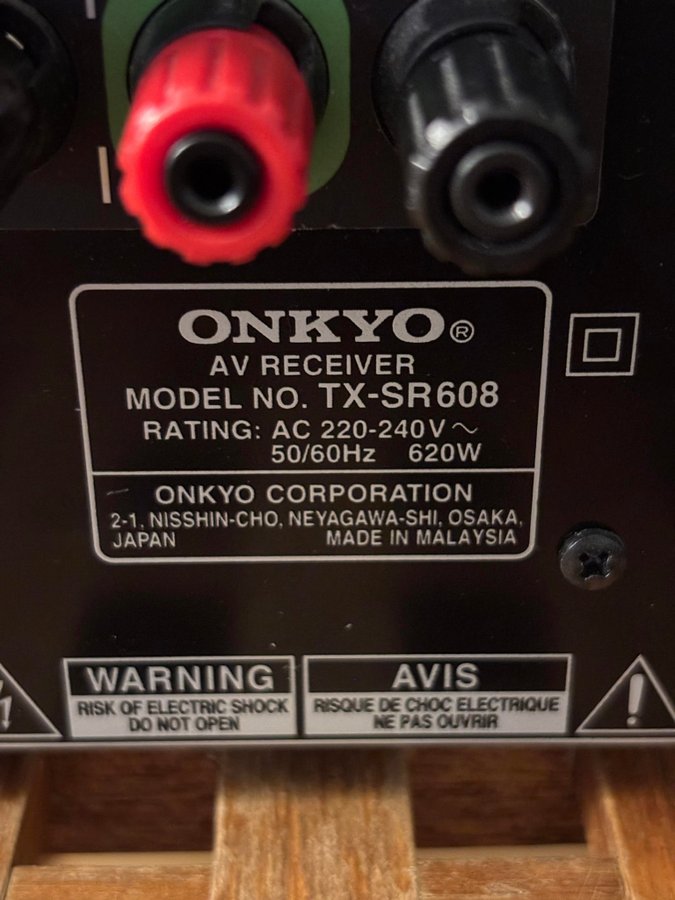 ONKYO®
AV RECEIVER
MODEL NO. TX-SR608
RATING: AC 220-240V~
50/60Hz 620W
ONKYO CORPORATION
2-1, NISSHIN-CHO, NEYAGAWA-SHI, OSAKA,
JAPAN MADE IN MALAYSIA
WARNING
RISK OF ELECTRIC SHOCK
DO NOT OPEN
AVIS
RISQUE DE CHOC ELECTRIQUE
NE PAS OUVRIR
!